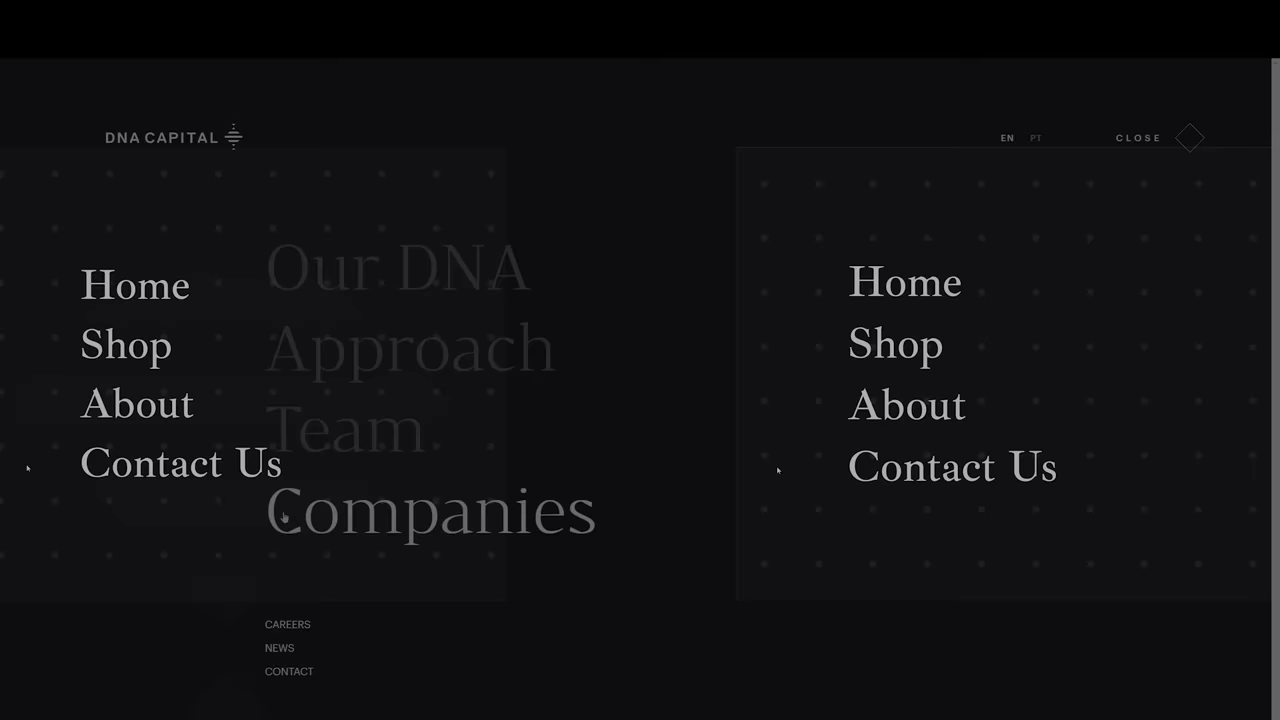 DNA CAPITAL
EN PT
CLOSE
Our DNA
Approach
Team
Companies
CAREERS
NEWS
CONTACT
Home
Shop
About
Contact Us
Home
Shop
About
Contact Us